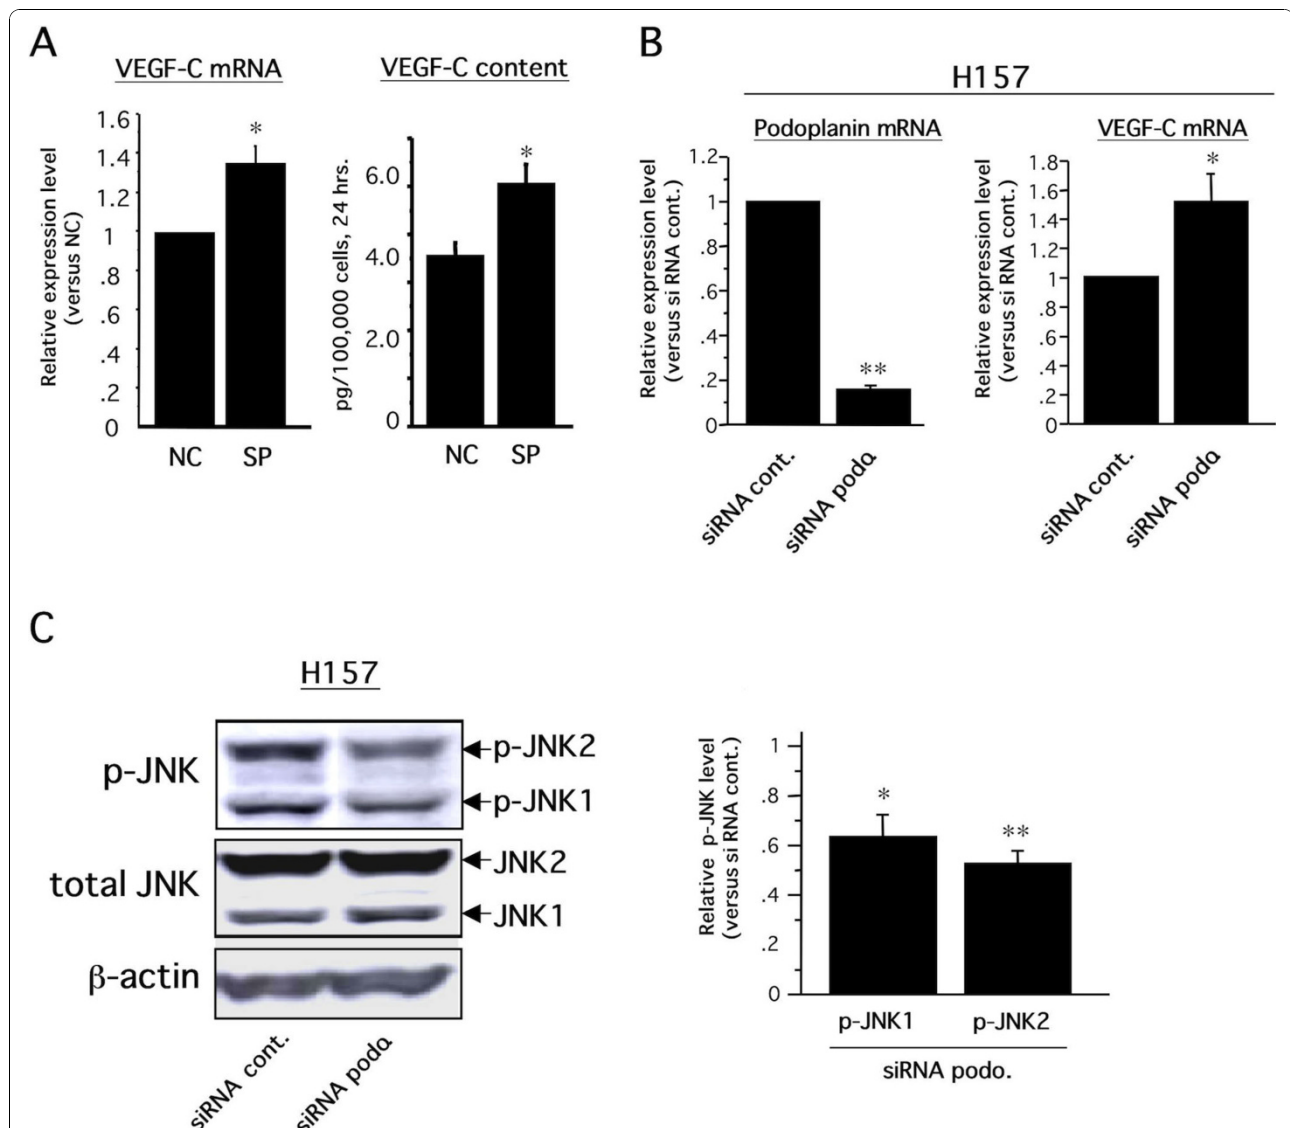 A
VEGF-C mRNA
Relative expression level
(versus NC)
1.6
1.4
1.2
1
.8
.6
.4
.2
0
*
NC
SP
VEGF-C content
pg/100,000 cells, 24 hrs.
6.0
4.0
2.0
0
*
NC
SP
B
H157
Podoplanin mRNA
Relative expression level
(versus si RNA cont.)
1.2
1
.8
.6
.4
.2
0
**
siRNA cont.
siRNA podo
VEGF-C mRNA
Relative expression level
(versus si RNA cont.)
1.8
1.6
1.4
1.2
1
.8
.6
.4
.2
0
*
siRNA cont.
siRNA podo
C
H157
p-JNK
p-JNK2
p-JNK1
total JNK
JNK2
JNK1
β-actin
siRNA cont.
siRNA podo
Relative p-JNK level
(versus si RNA cont.)
1
.8
.6
.4
.2
0
*
**
p-JNK1
p-JNK2
siRNA podo.